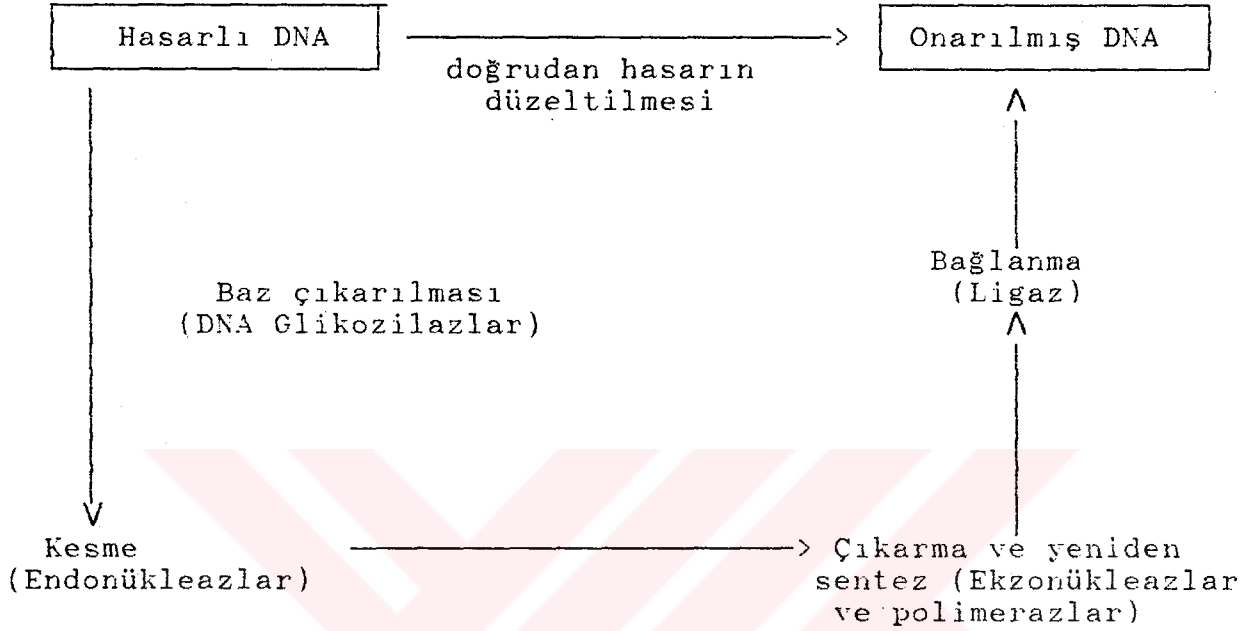 Hasarlı DNA
Onarılmış DNA
doğrudan hasarın
düzeltilmesi
Bağlanma
(Ligaz)
Baz çıkarılması
(DNA Glikozilazlar)
Kesme
(Endonükleazlar)
Çıkarma ve yeniden
sentez (Ekzonükleazlar
ve polimerazlar)